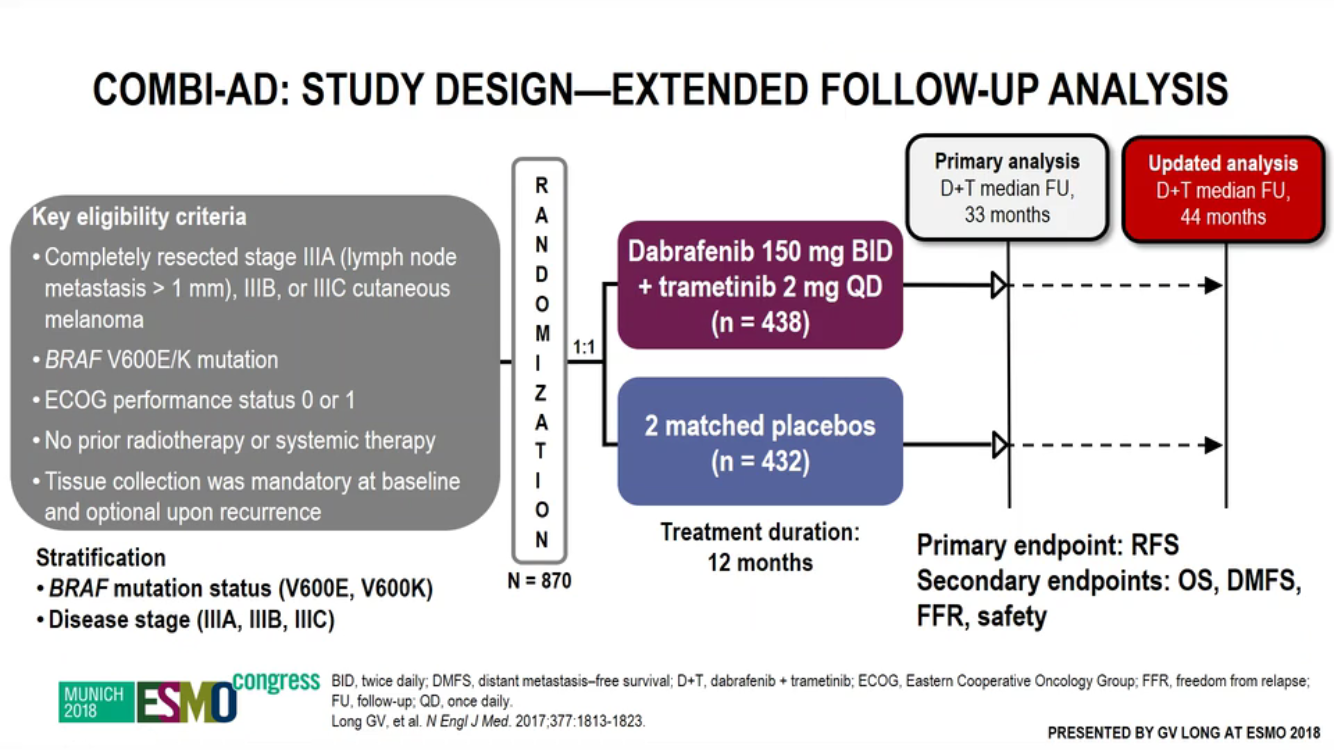 COMBI-AD: STUDY DESIGN—EXTENDED FOLLOW-UP ANALYSIS
Key eligibility criteria
• Completely resected stage IIIA (lymph node
metastasis > 1 mm), IIIB, or IIIC cutaneous
melanoma
• BRAF V600E/K mutation
• ECOG performance status 0 or 1
• No prior radiotherapy or systemic therapy
• Tissue collection was mandatory at baseline
and optional upon recurrence
Stratification
• BRAF mutation status (V600E, V600K)
• Disease stage (IIIA, IIIB, IIIC)
RANDOMIZATION
N = 870
1:1
Dabrafenib 150 mg BID
+ trametinib 2 mg QD
(n = 438)
2 matched placebos
(n = 432)
Treatment duration:
12 months
Primary analysis
D+T median FU,
33 months
Updated analysis
D+T median FU,
44 months
Primary endpoint: RFS
Secondary endpoints: OS, DMFS,
FFR, safety
MUNICH
2018
ESMO congress
BID, twice daily; DMFS, distant metastasis–free survival; D+T, dabrafenib + trametinib; ECOG, Eastern Cooperative Oncology Group; FFR, freedom from relapse;
FU, follow-up; QD, once daily.
Long GV, et al. N Engl J Med. 2017;377:1813-1823.
PRESENTED BY GV LONG AT ESMO 2018